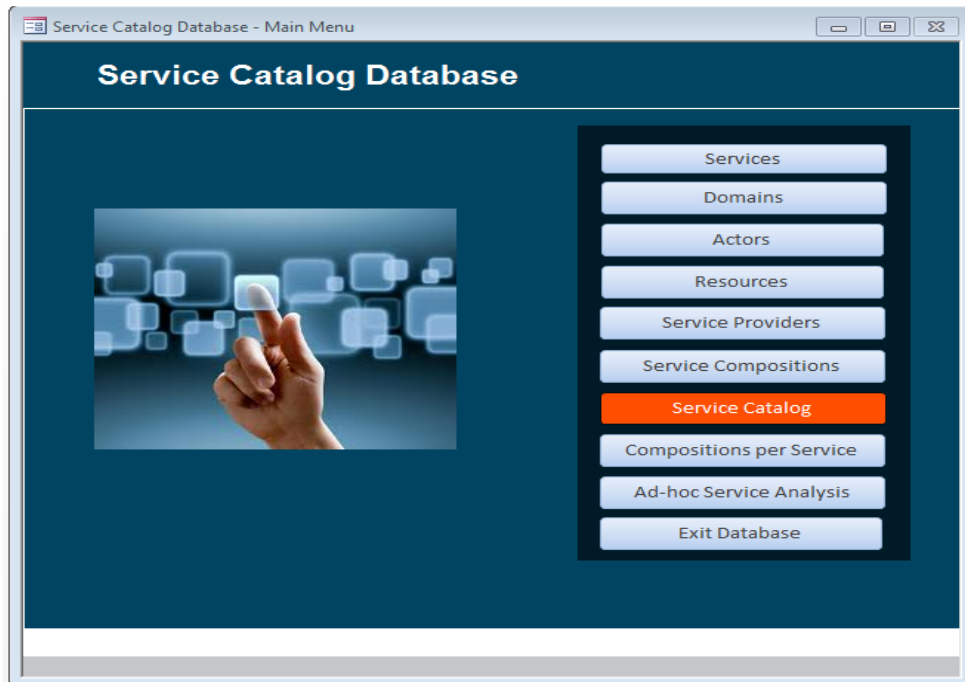 Service Catalog Database - Main Menu
Service Catalog Database
Services
Domains
Actors
Resources
Service Providers
Service Compositions
Service Catalog
Compositions per Service
Ad-hoc Service Analysis
Exit Database